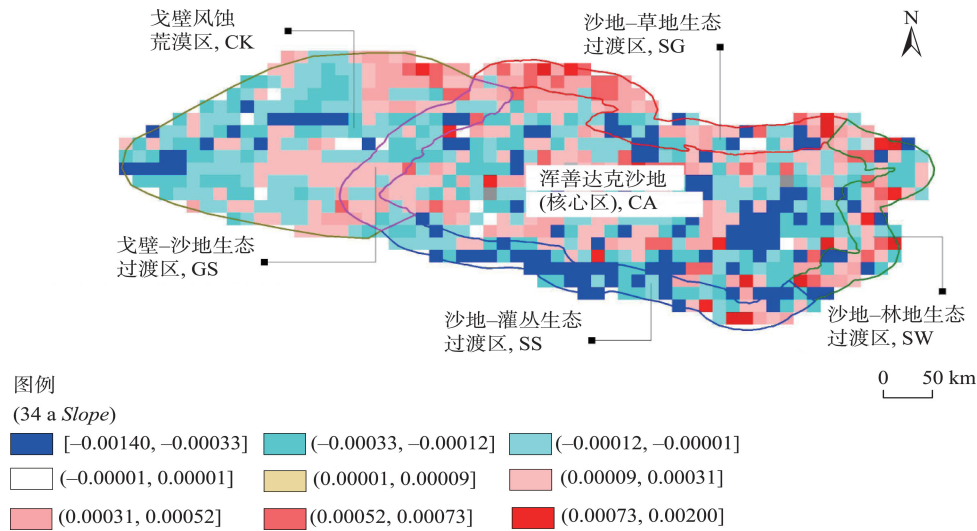 戈壁风蚀
荒漠区, CK
沙地–草地生态
过渡区, SG
N
浑善达克沙地
(核心区), CA
戈壁–沙地生态
过渡区, GS
沙地–灌丛生态
过渡区, SS
沙地–林地生态
过渡区, SW
0 50 km
图例
(34 a Slope)
[–0.00140, –0.00033] (–0.00033, –0.00012] (–0.00012, –0.00001]
(–0.00001, 0.00001] (0.00001, 0.00009] (0.00009, 0.00031]
(0.00031, 0.00052] (0.00052, 0.00073] (0.00073, 0.00200]